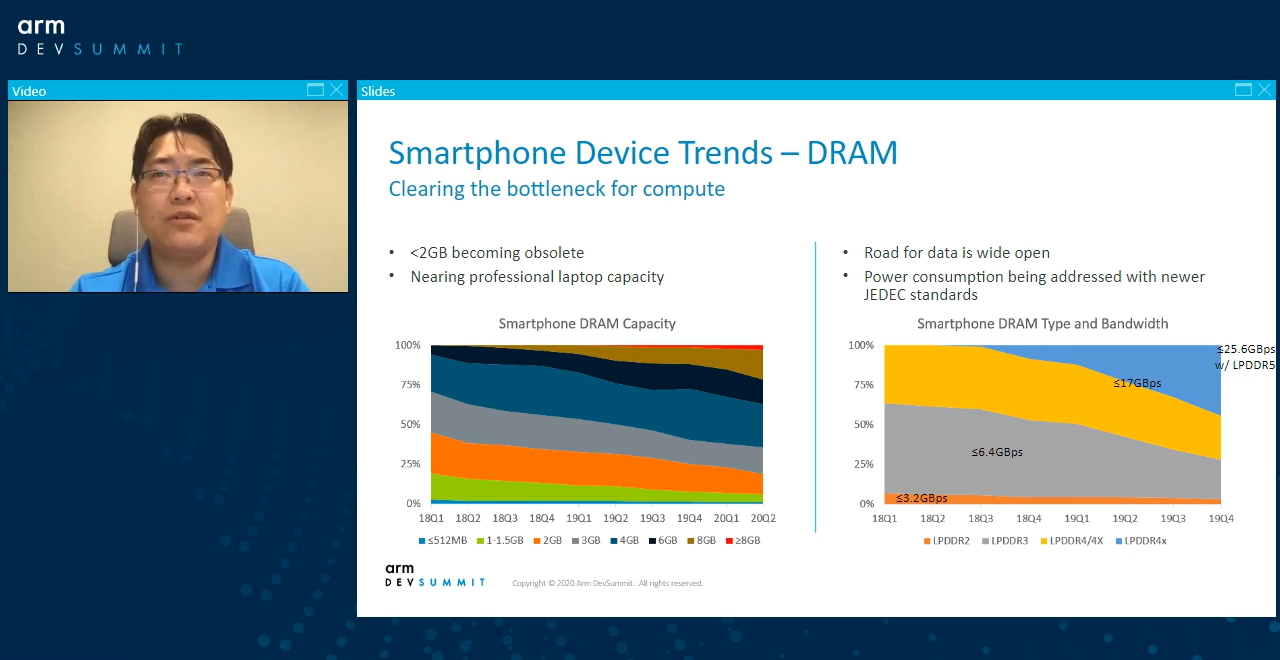 arm
DEVSUMMIT
Video
Slides
Smartphone Device Trends – DRAM
Clearing the bottleneck for compute
• <2GB becoming obsolete
• Nearing professional laptop capacity
• Road for data is wide open
• Power consumption being addressed with newer
JEDEC standards
Smartphone DRAM Capacity
100%
75%
50%
25%
0%
18Q1 18Q2 18Q3 18Q4 19Q1 19Q2 19Q3 19Q4 20Q1 20Q2
≤512MB 1-1.5GB 2GB 3GB 4GB 6GB 8GB ≥8GB
Smartphone DRAM Type and Bandwidth
100%
75%
50%
25%
0%
≤25.6GBps
w/ LPDDR5
≤17GBps
≤6.4GBps
≤3.2GBps
18Q1 18Q2 18Q3 18Q4 19Q1 19Q2 19Q3 19Q4
LPDDR2 LPDDR3 LPDDR4/4X LPDDR4x
arm
DEVSUMMIT
Copyright © 2020 Arm DevSummit. All rights reserved.